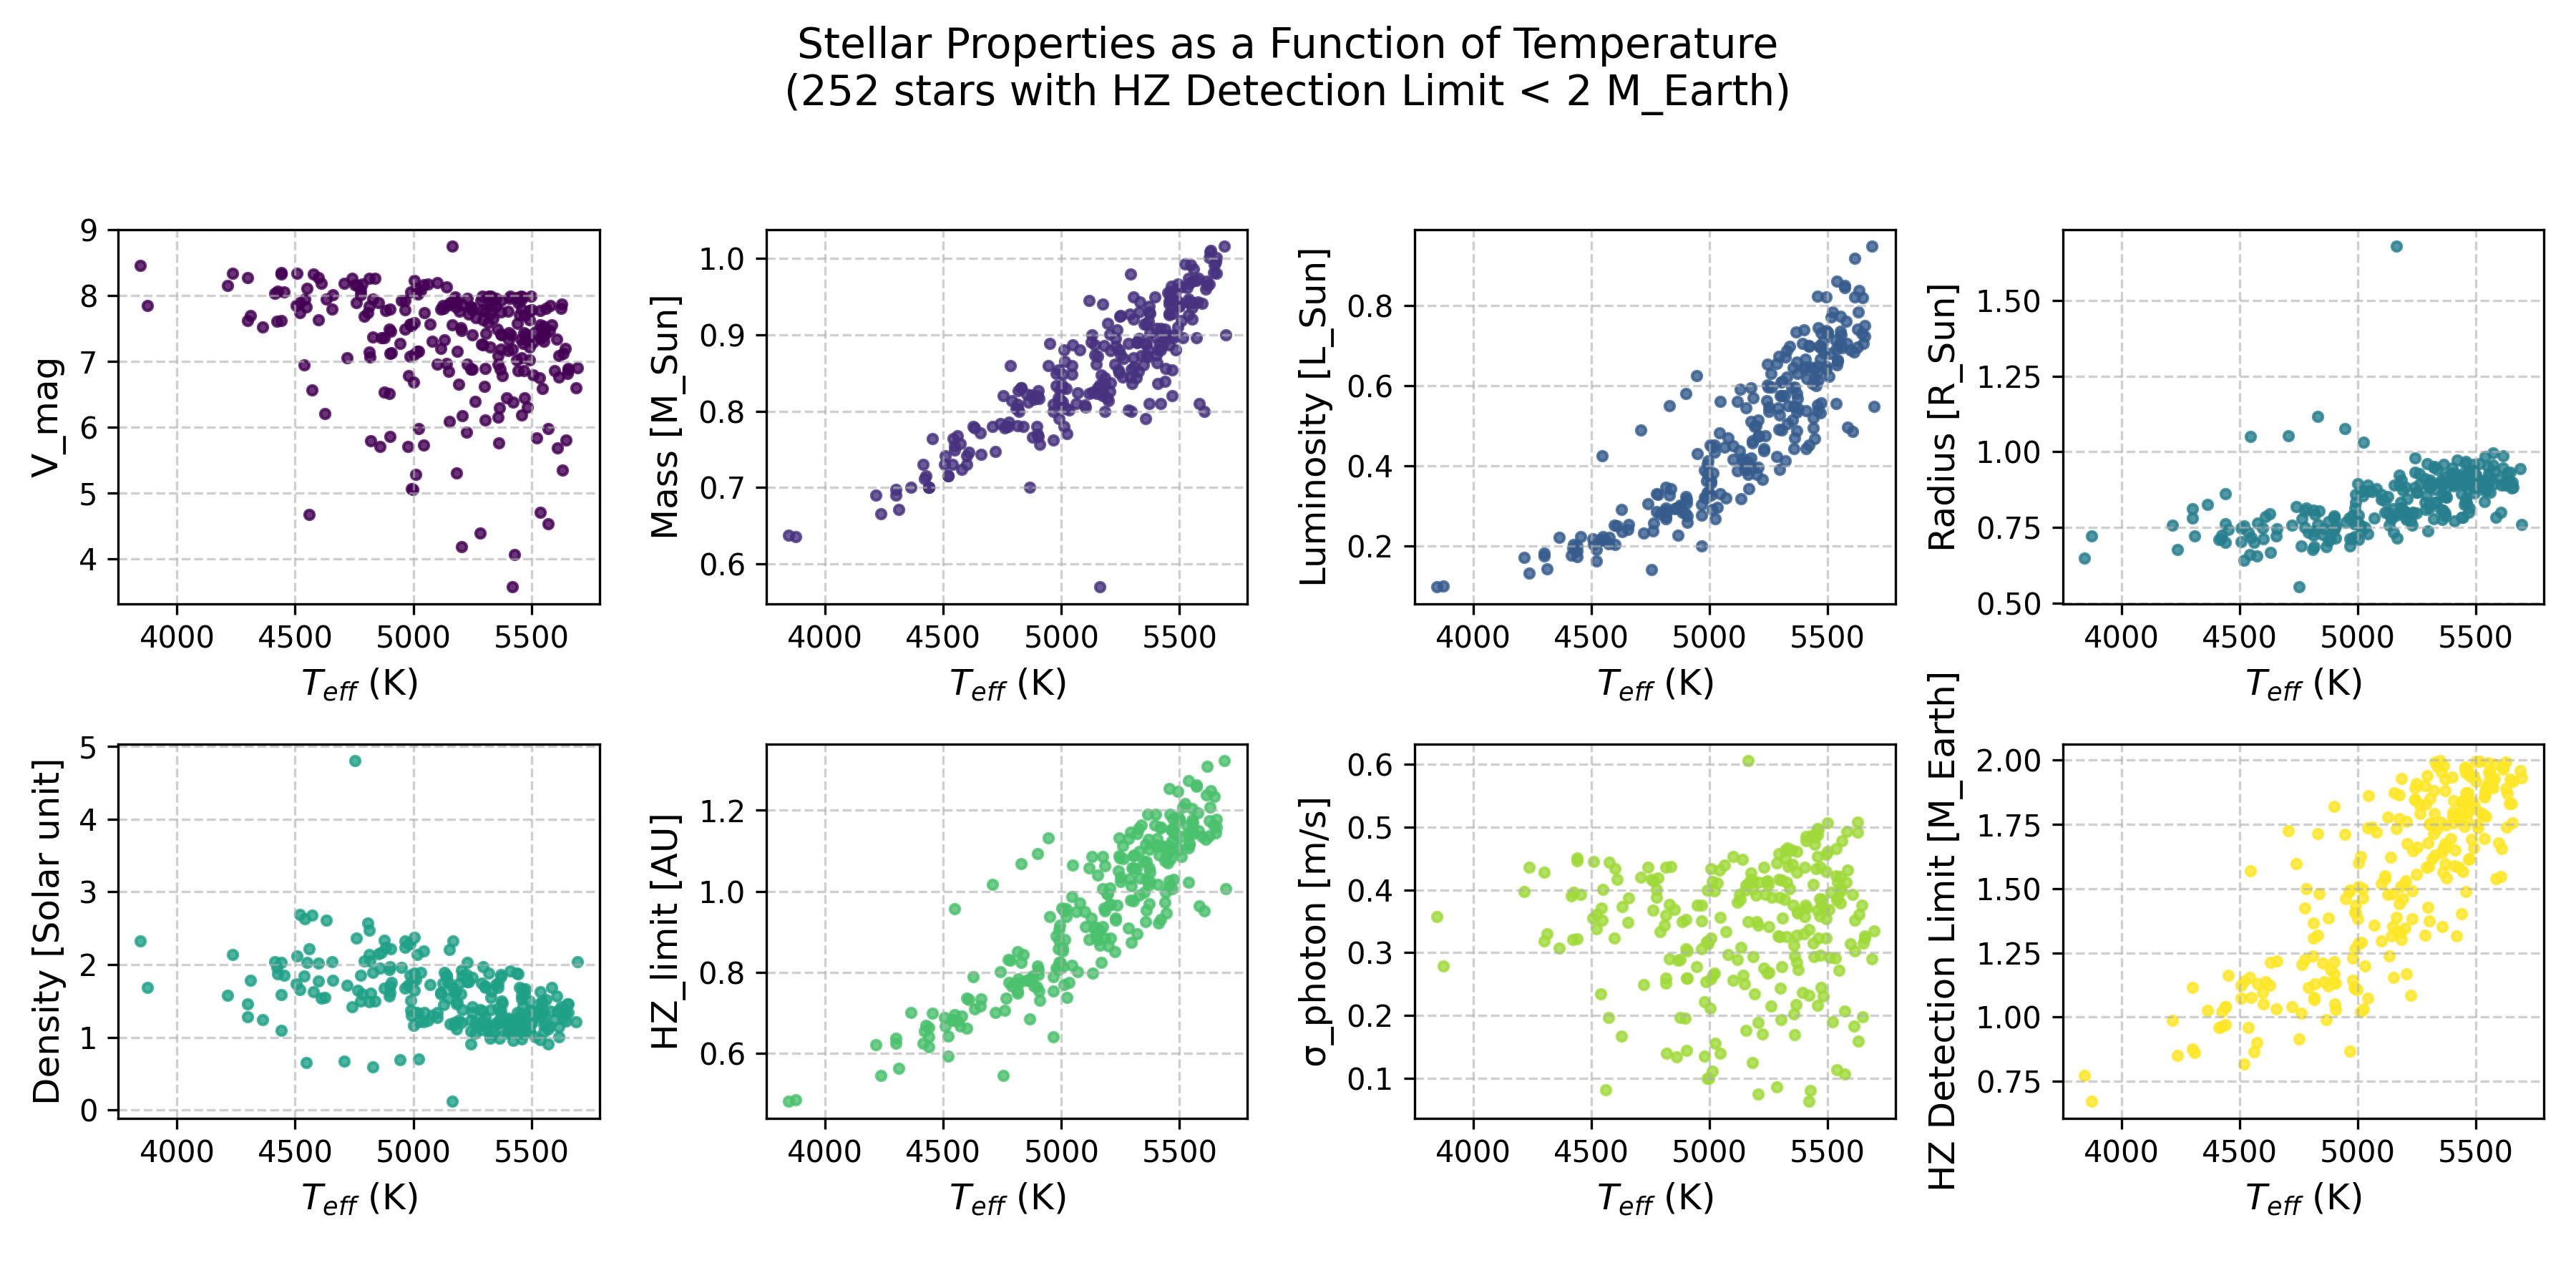 Stellar Properties as a Function of Temperature
(252 stars with HZ Detection Limit < 2 M_Earth)
V_mag
9
8
7
6
5
4
4000 4500 5000 5500
T_eff (K)
Mass [M_Sun]
1.0
0.9
0.8
0.7
0.6
4000 4500 5000 5500
T_eff (K)
Luminosity [L_Sun]
0.8
0.6
0.4
0.2
4000 4500 5000 5500
T_eff (K)
Radius [R_Sun]
1.50
1.25
1.00
0.75
0.50
4000 4500 5000 5500
T_eff (K)
Density [Solar unit]
5
4
3
2
1
0
4000 4500 5000 5500
T_eff (K)
HZ_limit [AU]
1.2
1.0
0.8
0.6
4000 4500 5000 5500
T_eff (K)
σ_photon [m/s]
0.6
0.5
0.4
0.3
0.2
0.1
4000 4500 5000 5500
T_eff (K)
HZ Detection Limit [M_Earth]
2.00
1.75
1.50
1.25
1.00
0.75
4000 4500 5000 5500
T_eff (K)